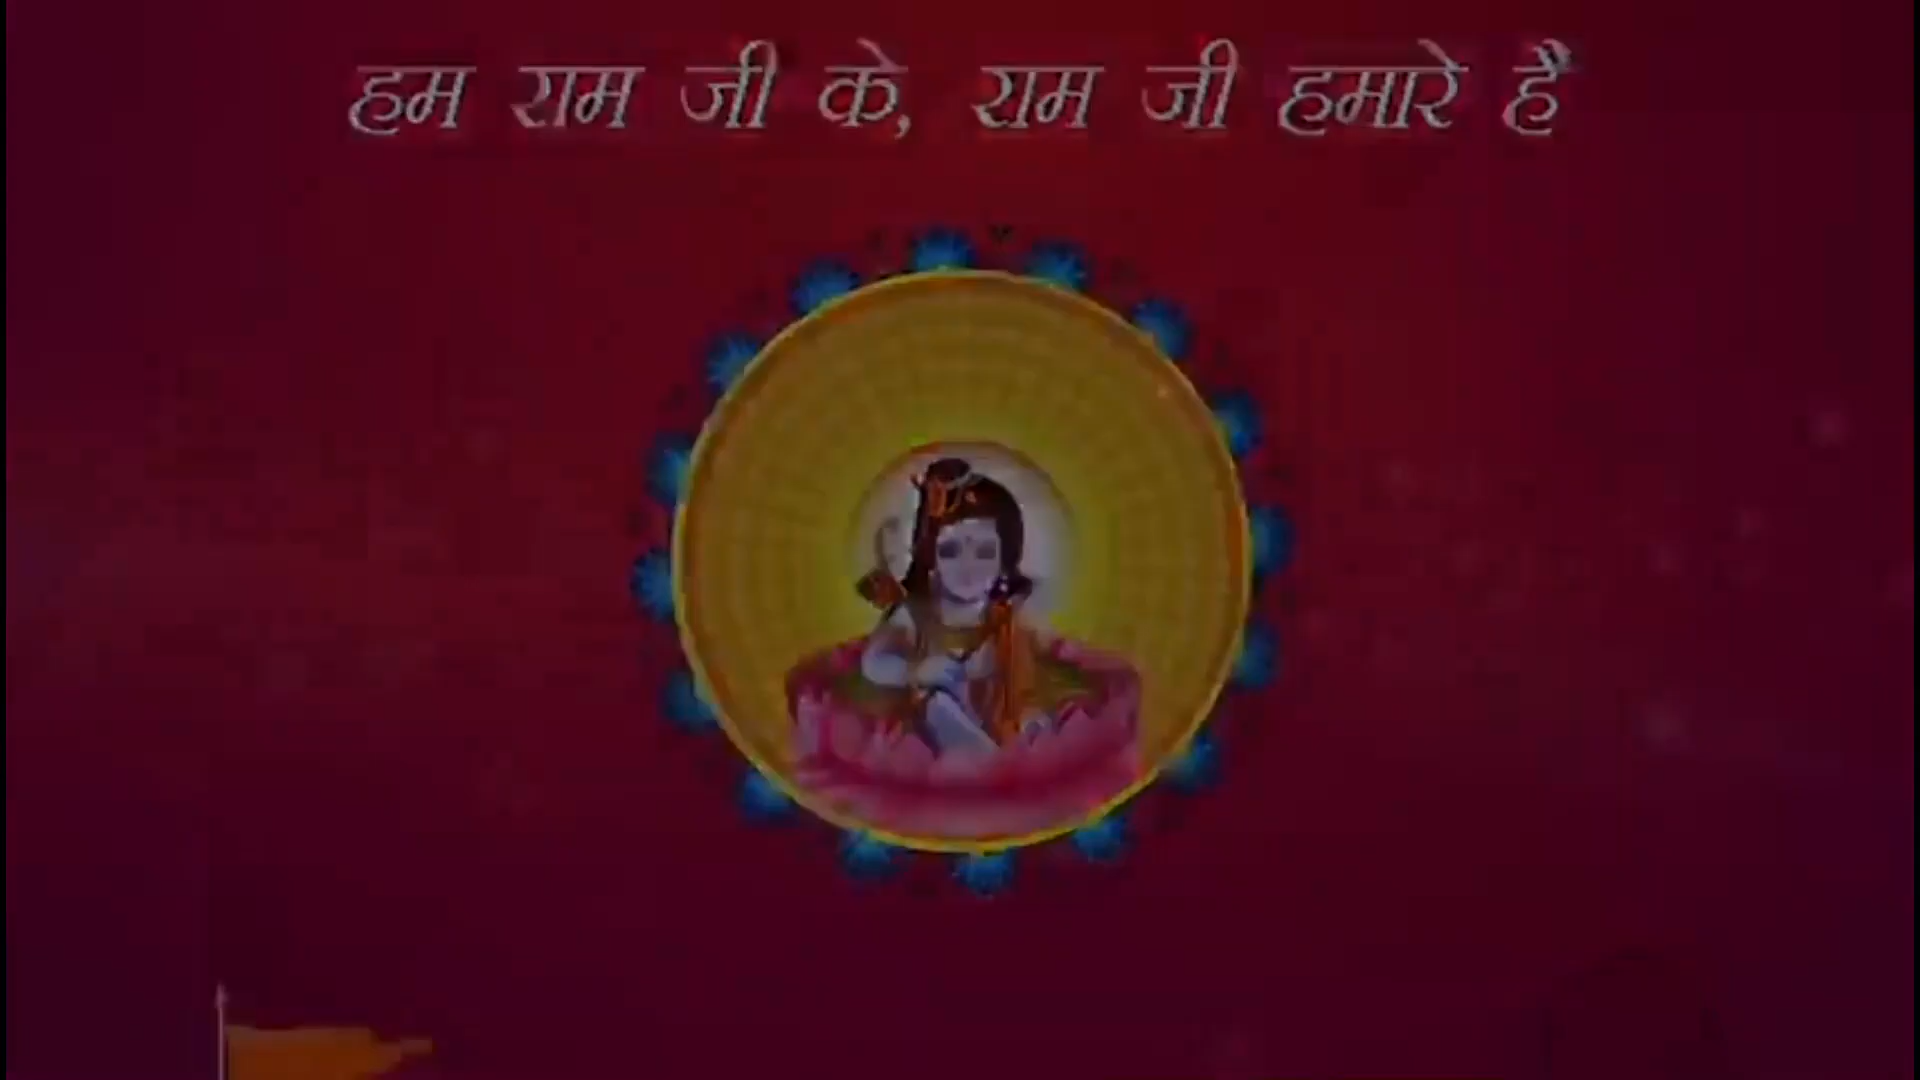 हम राम जी के, राम जी हमारे हैं